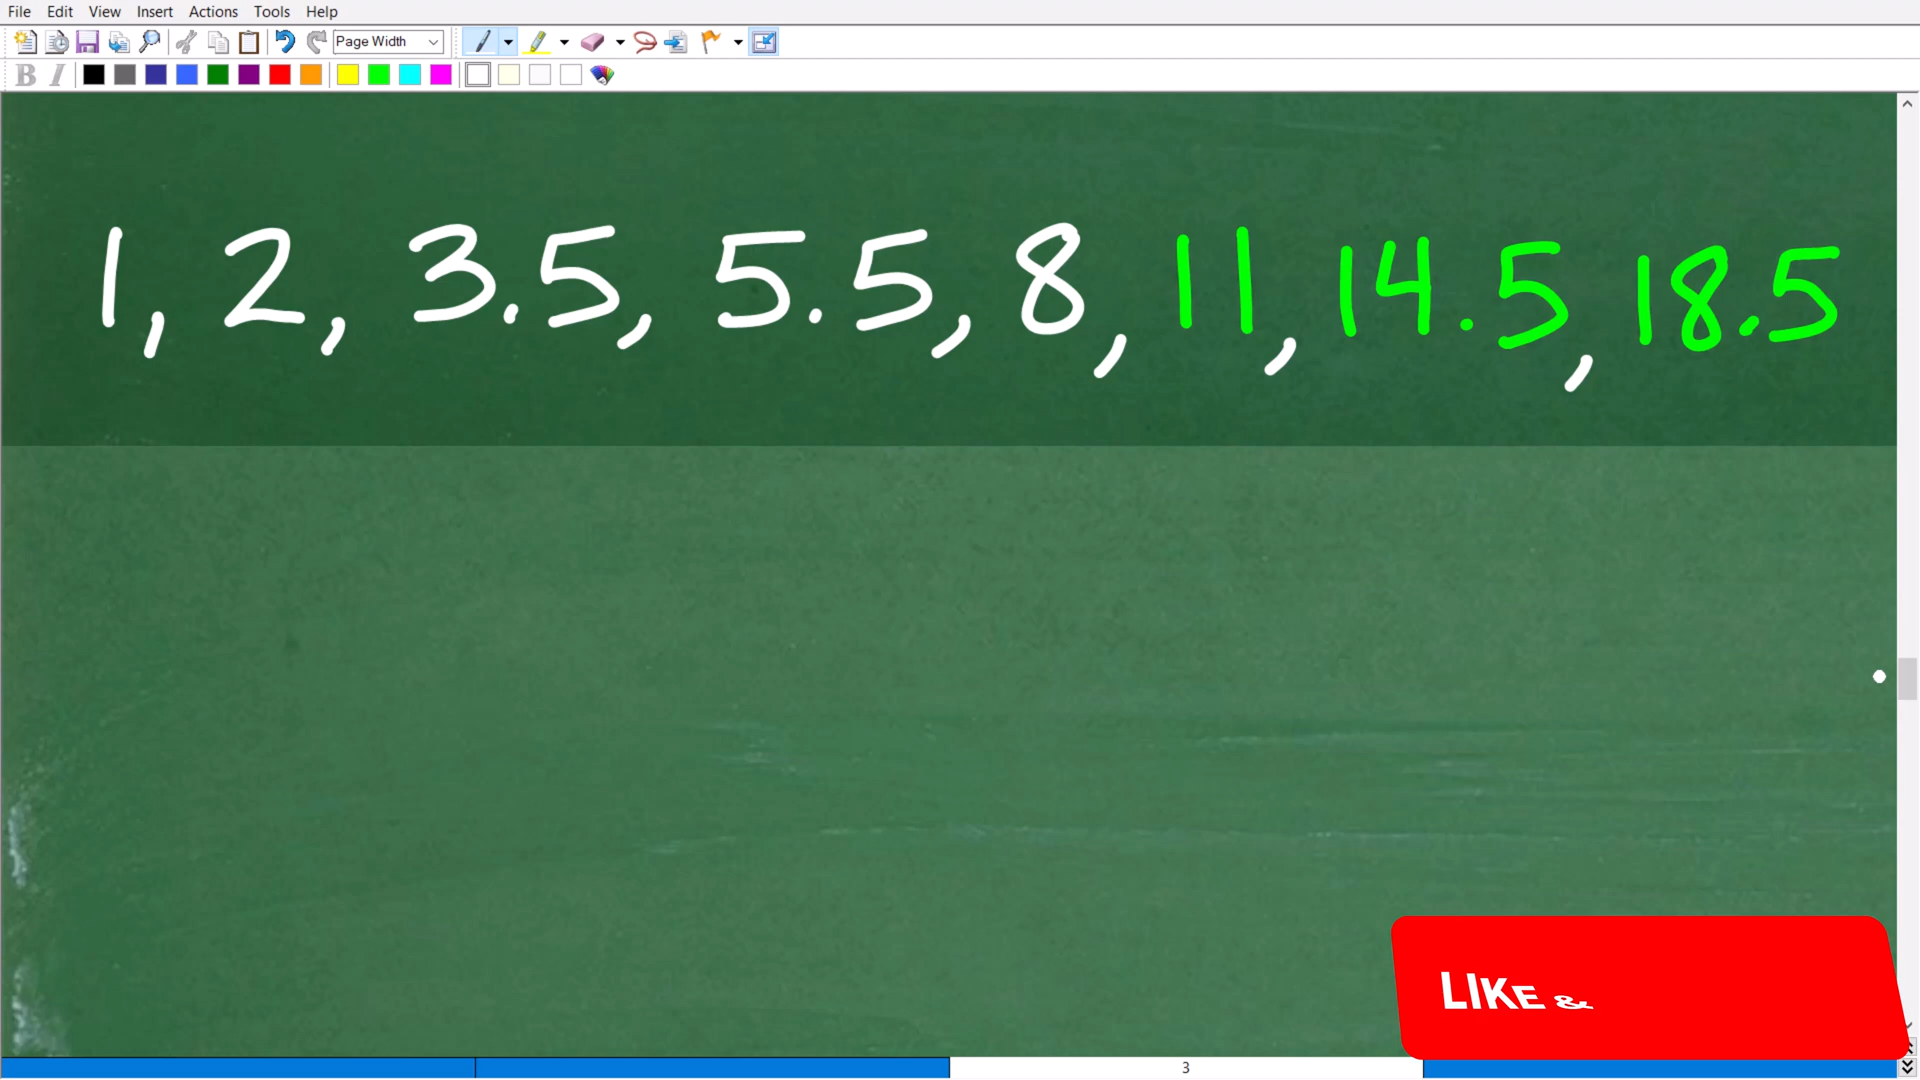 File Edit View Insert Actions Tools Help
Page Width
B I
1, 2, 3.5, 5.5, 8, 11, 14.5, 18.5
LIKE &
3